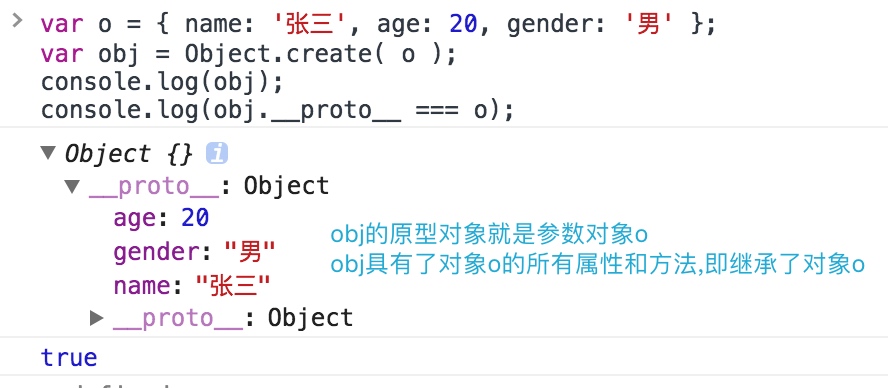 var o = { name: '张三', age: 20, gender: '男' };
var obj = Object.create( o );
console.log(obj);
console.log(obj.__proto__ === o);
Object {}
__proto__: Object
age: 20
gender: "男"
name: "张三"
__proto__: Object
obj的原型对象就是参数对象o
obj具有了对象o的所有属性和方法,即继承了对象o
true